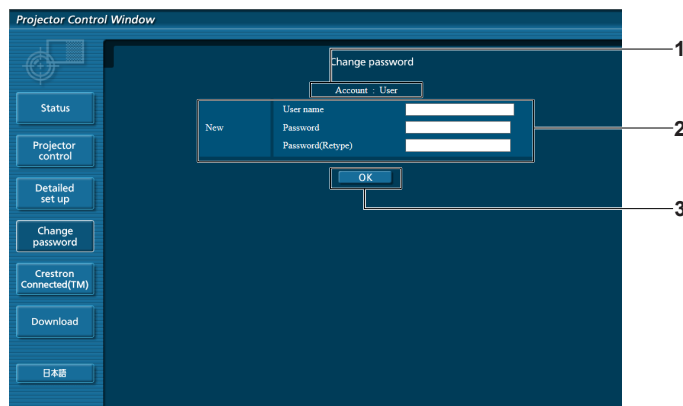 Projector Control Window
Change password
1
Account : User
Status
User name
New
Password
2
Password(Retype)
Projector
control
OK
Detailed
set up
3
Change
password
Crestron
Connected(TM)
Download
日本語